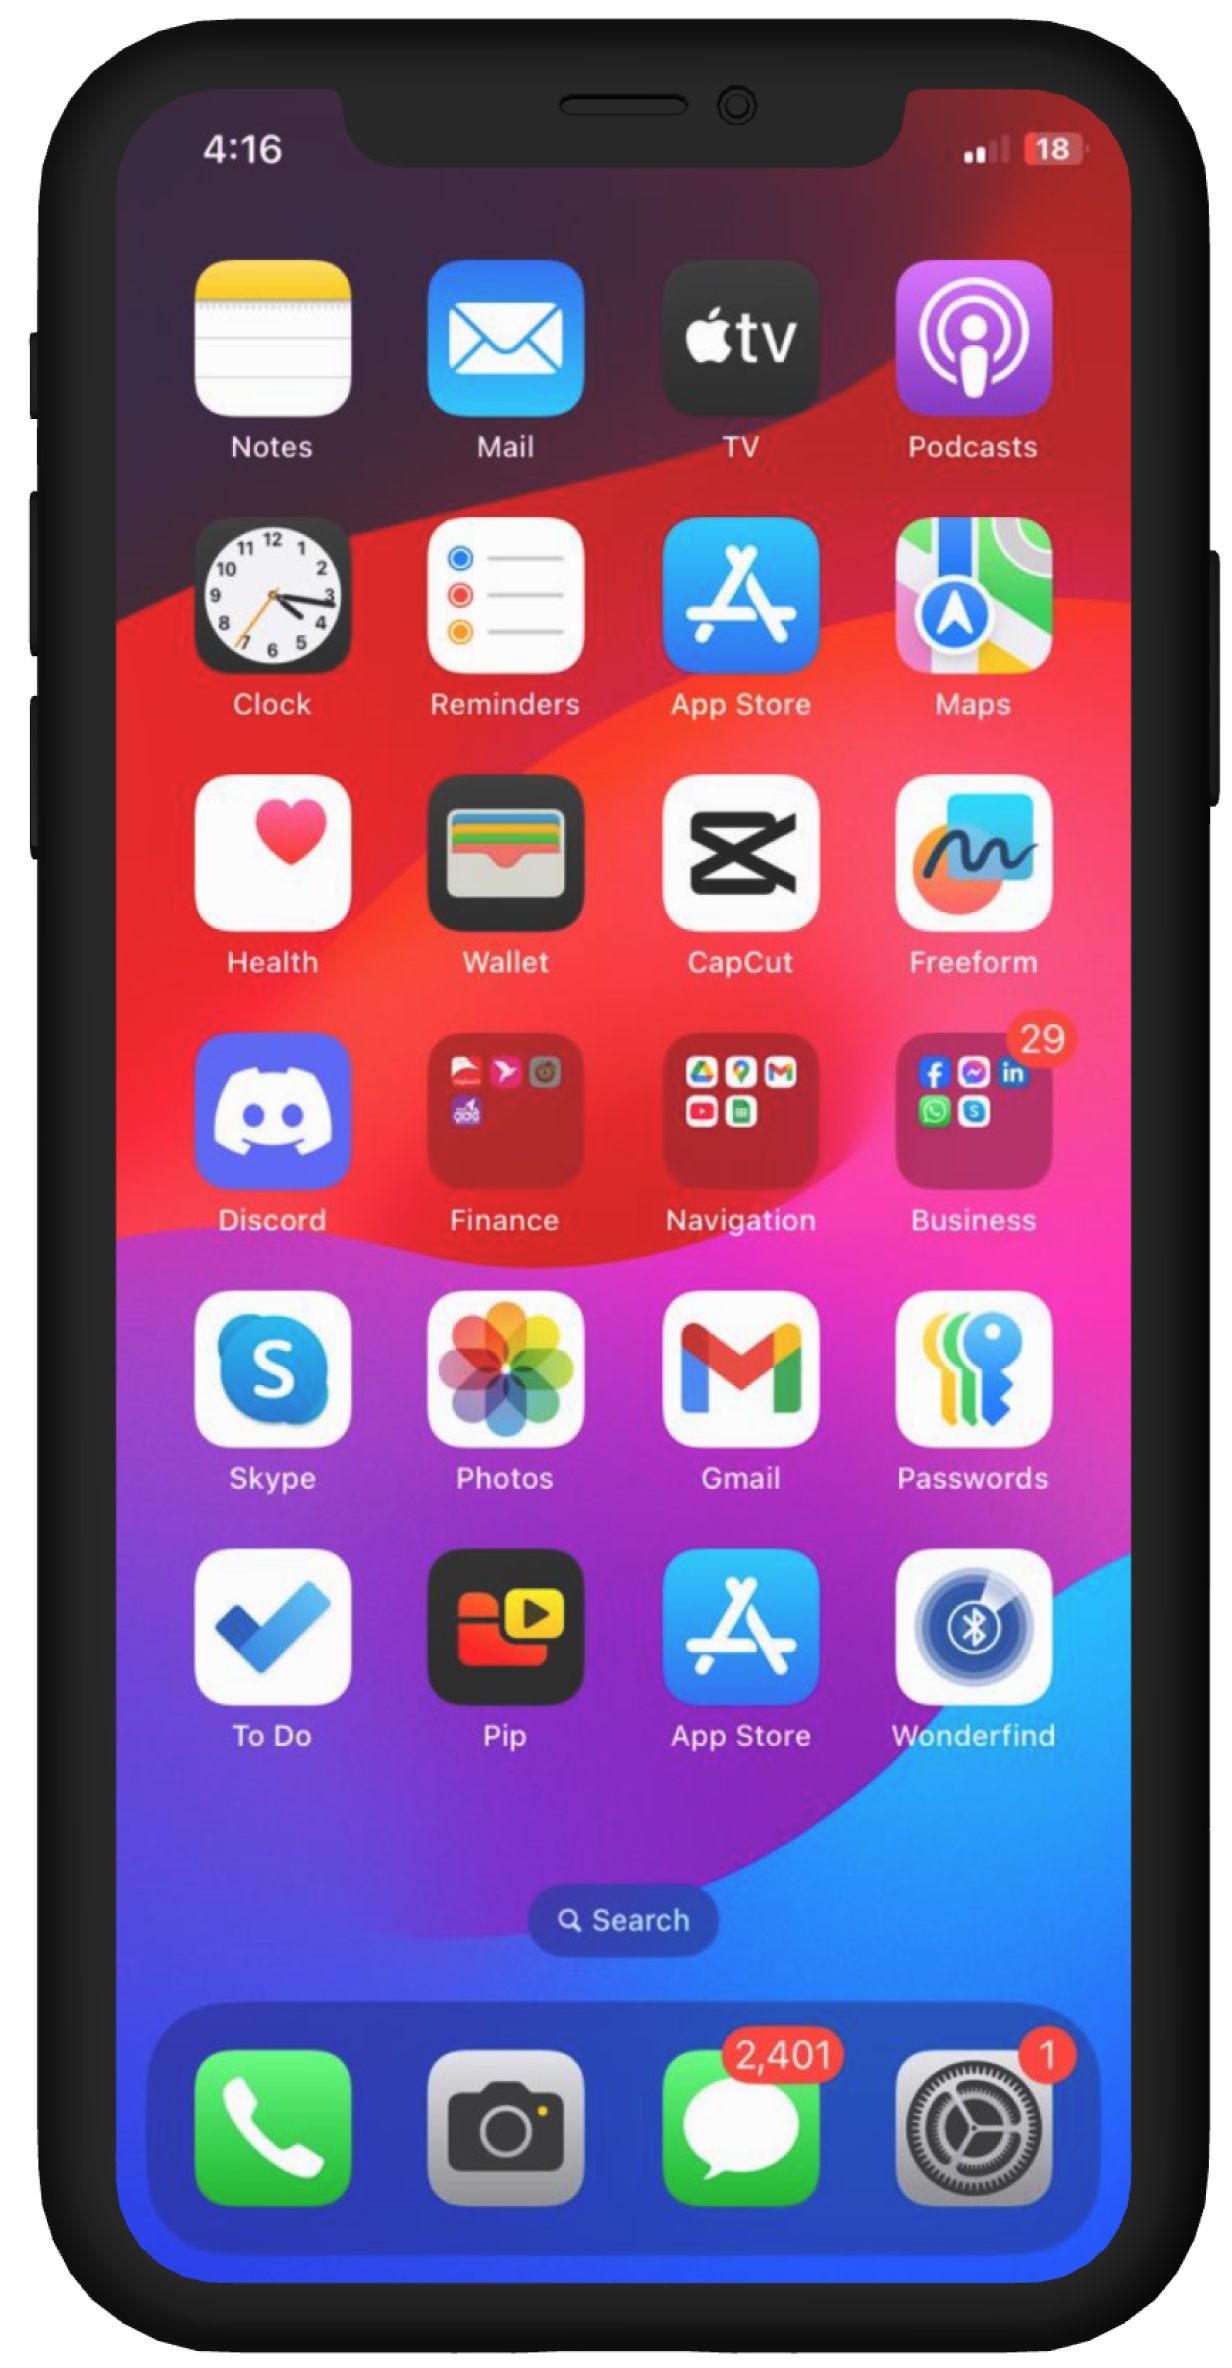 4:16 18
tv
Notes Mail TV Podcasts
12
11 1
10 2
9 3
8 4
7 5
6
Clock Reminders App Store Maps
Health Wallet CapCut Freeform
29
in
Discord Finance Navigation Business
S
Skype Photos Gmail Passwords
To Do Pip App Store Wonderfind
Search
2,401 1